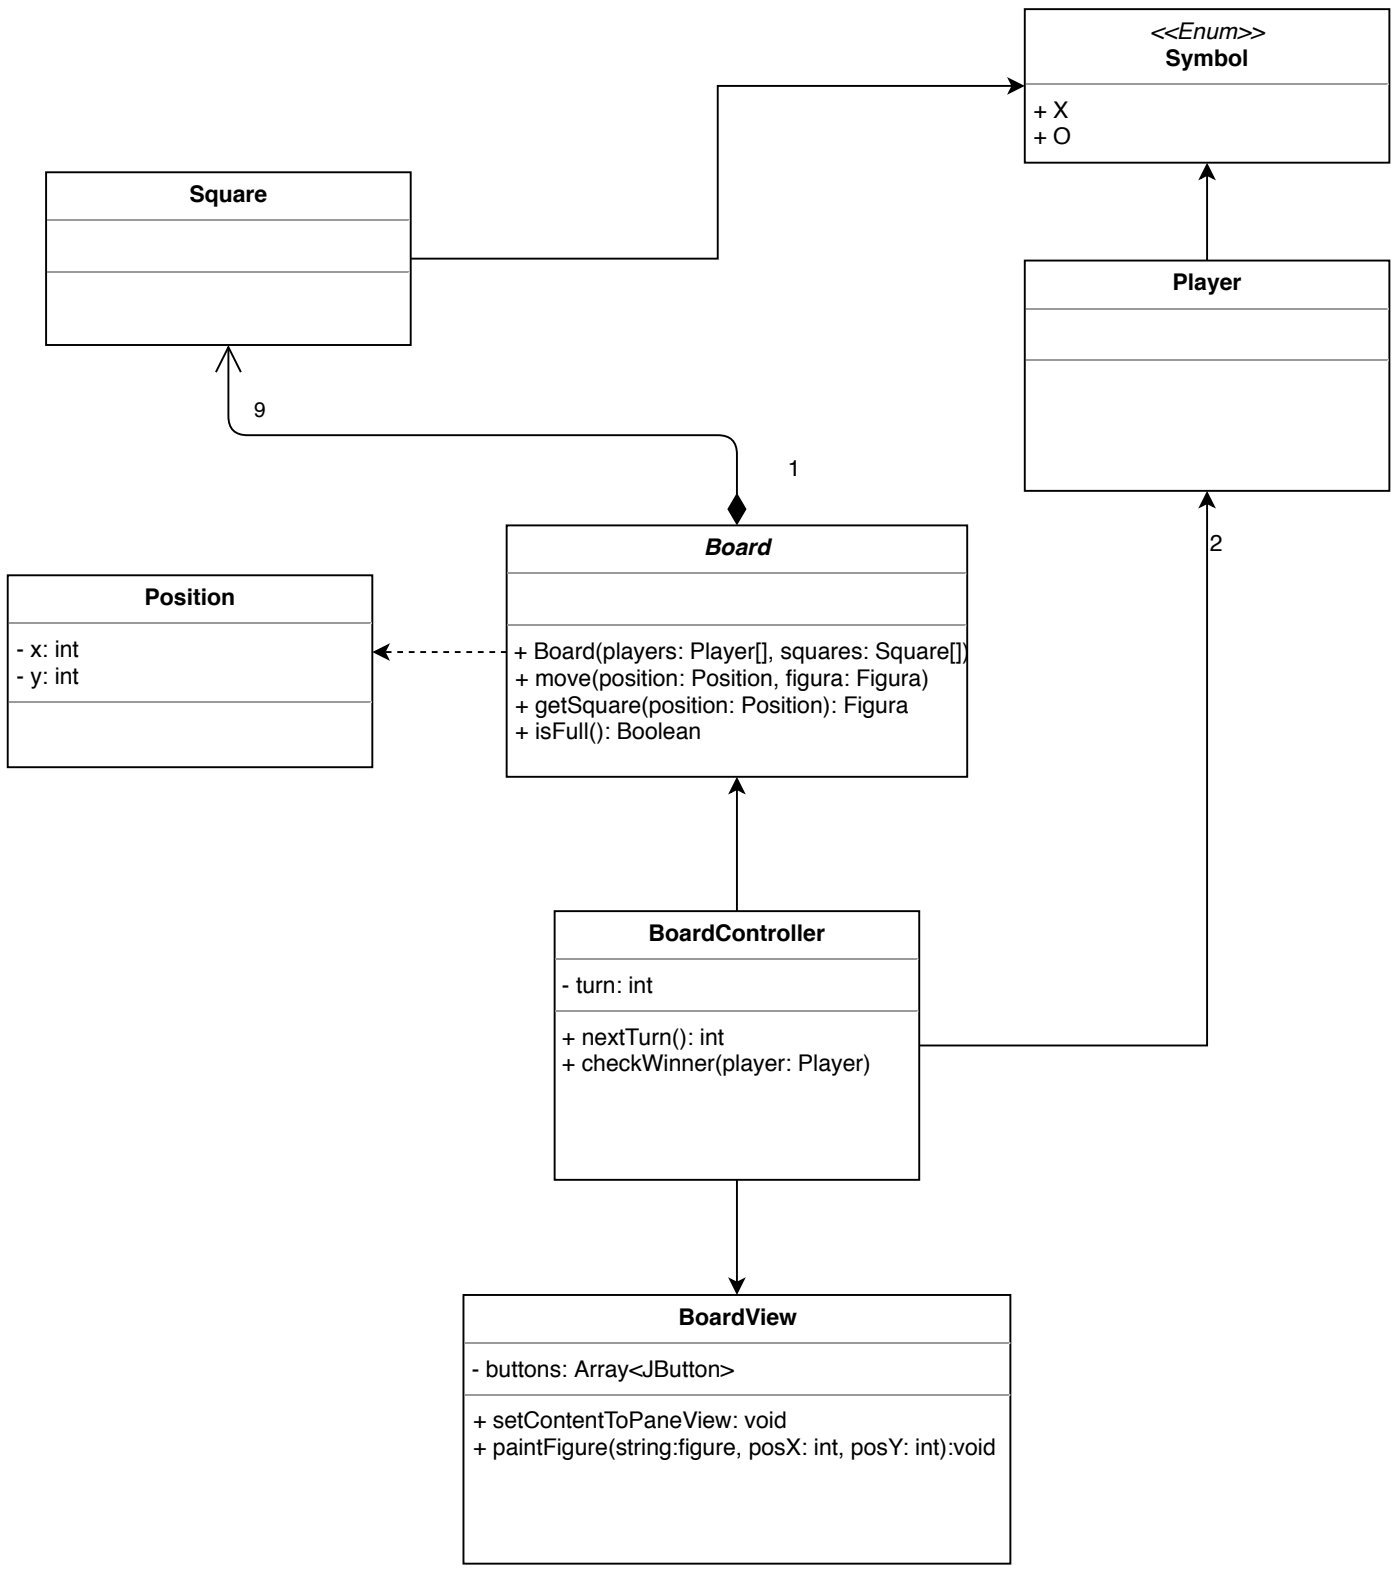 <<Enum>>
Symbol
+ X
+ O
Square
Player
9
1
2
Board
+ Board(players: Player[], squares: Square[])
+ move(position: Position, figura: Figura)
+ getSquare(position: Position): Figura
+ isFull(): Boolean
Position
- x: int
- y: int
BoardController
- turn: int
+ nextTurn(): int
+ checkWinner(player: Player)
BoardView
- buttons: Array<JButton>
+ setContentToPaneView: void
+ paintFigure(string:figure, posX: int, posY: int):void